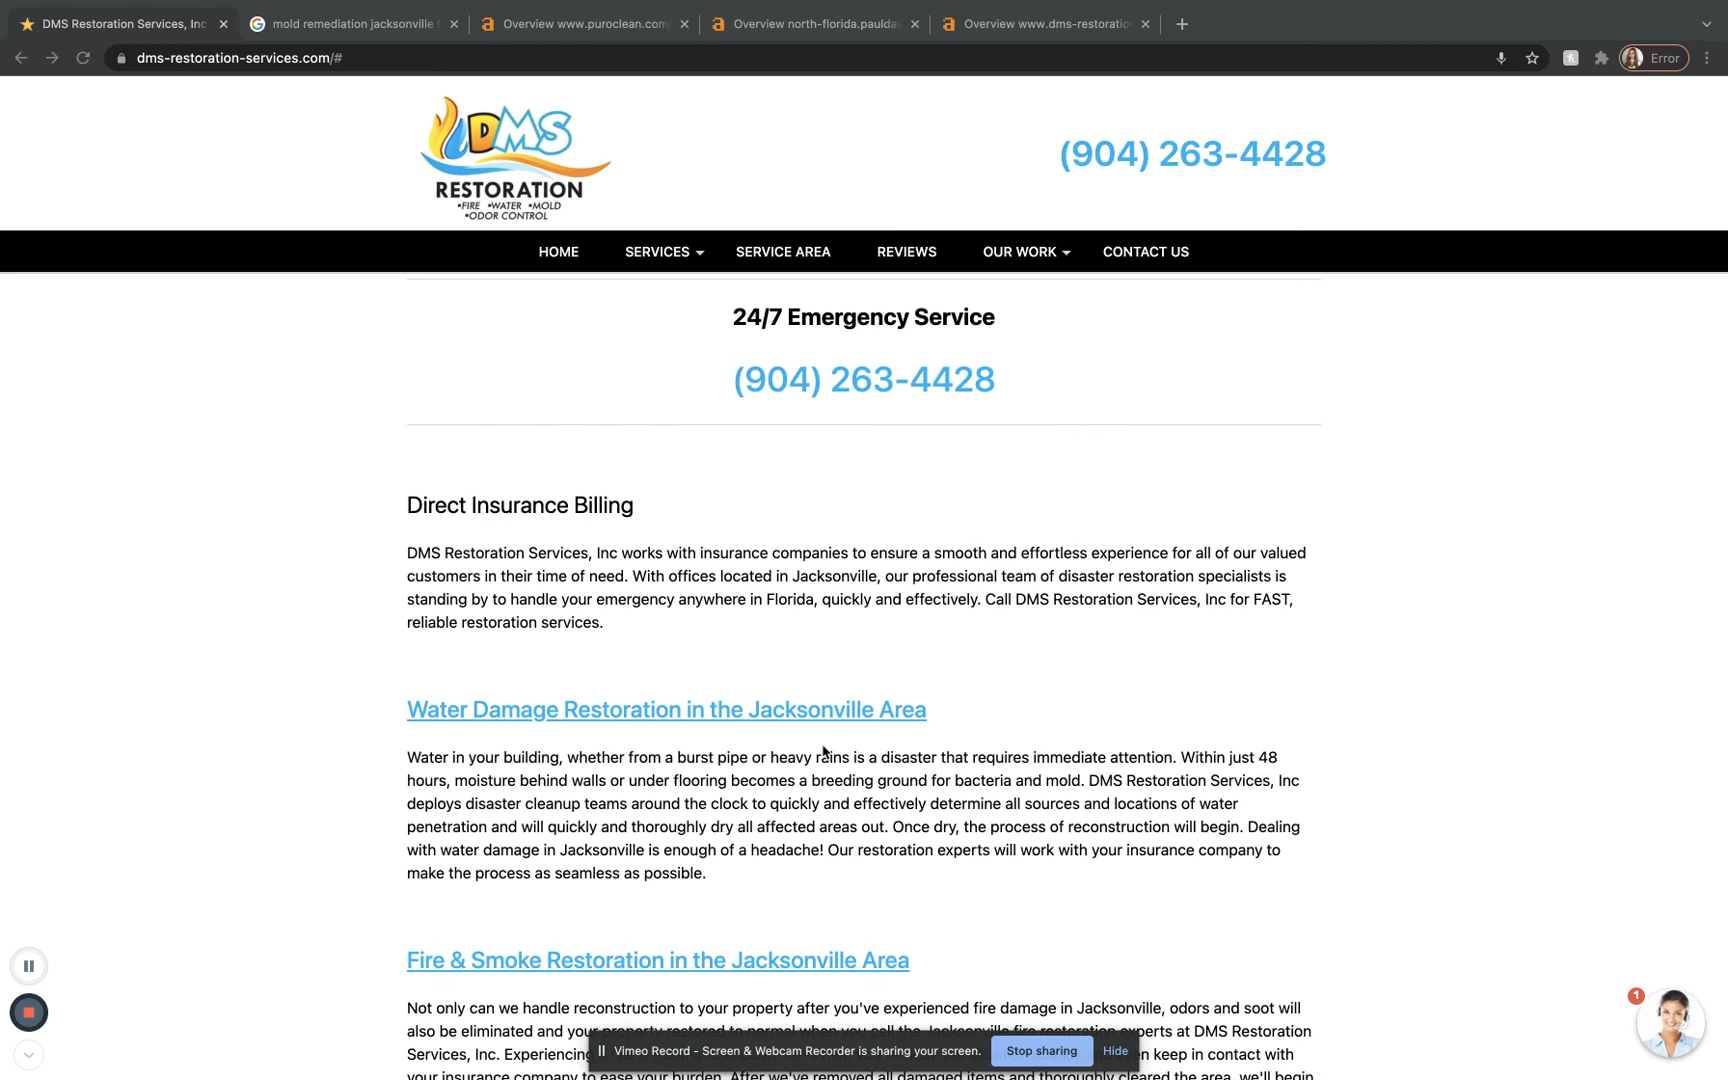 DMS Restoration Services, Inc
mold remediation jacksonville
Overview www.puroclean.com
Overview north-florida.paulda
Overview www.dms-restoratio
dms-restoration-services.com/#
Error
DMS
RESTORATION
•FIRE •WATER •MOLD
•ODOR CONTROL
(904) 263-4428
HOME
SERVICES
SERVICE AREA
REVIEWS
OUR WORK
CONTACT US
24/7 Emergency Service
(904) 263-4428
Direct Insurance Billing
DMS Restoration Services, Inc works with insurance companies to ensure a smooth and effortless experience for all of our valued
customers in their time of need. With offices located in Jacksonville, our professional team of disaster restoration specialists is
standing by to handle your emergency anywhere in Florida, quickly and effectively. Call DMS Restoration Services, Inc for FAST,
reliable restoration services.
Water Damage Restoration in the Jacksonville Area
Water in your building, whether from a burst pipe or heavy rains is a disaster that requires immediate attention. Within just 48
hours, moisture behind walls or under flooring becomes a breeding ground for bacteria and mold. DMS Restoration Services, Inc
deploys disaster cleanup teams around the clock to quickly and effectively determine all sources and locations of water
penetration and will quickly and thoroughly dry all affected areas out. Once dry, the process of reconstruction will begin. Dealing
with water damage in Jacksonville is enough of a headache! Our restoration experts will work with your insurance company to
make the process as seamless as possible.
Fire & Smoke Restoration in the Jacksonville Area
Not only can we handle reconstruction to your property after you've experienced fire damage in Jacksonville, odors and soot will
also be eliminated and your property restored to normal when you call the Jacksonville fire restoration experts at DMS Restoration
Services, Inc. Experiencing en keep in contact with
your insurance company to ease your burden. After we've removed all damaged items and thoroughly cleared the area, we'll begin
Vimeo Record - Screen & Webcam Recorder is sharing your screen.
Stop sharing
Hide
1